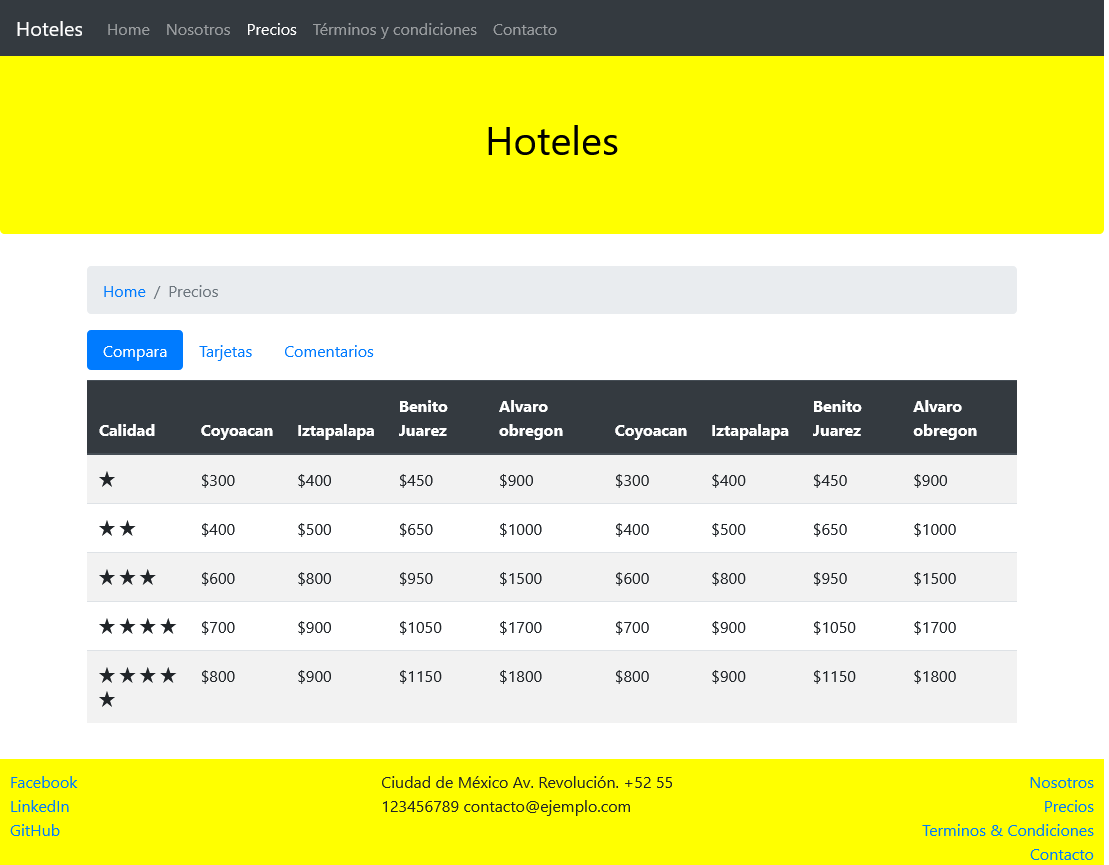 Hoteles Home Nosotros Precios Términos y condiciones Contacto
Hoteles
Home / Precios
Compara Tarjetas Comentarios
Calidad Coyoacan Iztapalapa Benito Juarez Alvaro obregon Coyoacan Iztapalapa Benito Juarez Alvaro obregon
★ $300 $400 $450 $900 $300 $400 $450 $900
★★ $400 $500 $650 $1000 $400 $500 $650 $1000
★★★ $600 $800 $950 $1500 $600 $800 $950 $1500
★★★★ $700 $900 $1050 $1700 $700 $900 $1050 $1700
★★★★★ $800 $900 $1150 $1800 $800 $900 $1150 $1800
Facebook
LinkedIn
GitHub
Ciudad de México Av. Revolución. +52 55
123456789 contacto@ejemplo.com
Nosotros
Precios
Terminos & Condiciones
Contacto